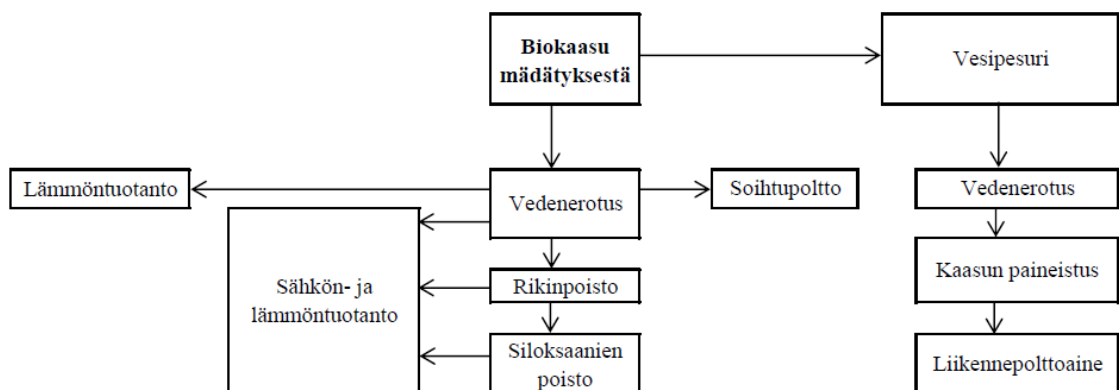 Biokaasu
mädätyksestä
Vesipesuri
Lämmöntuotanto
Vedenerotus
Soihtupoltto
Vedenerotus
Sähkön- ja
lämmöntuotanto
Rikinpoisto
Kaasun paineistus
Siloksaanien
poisto
Liikennepolttoaine